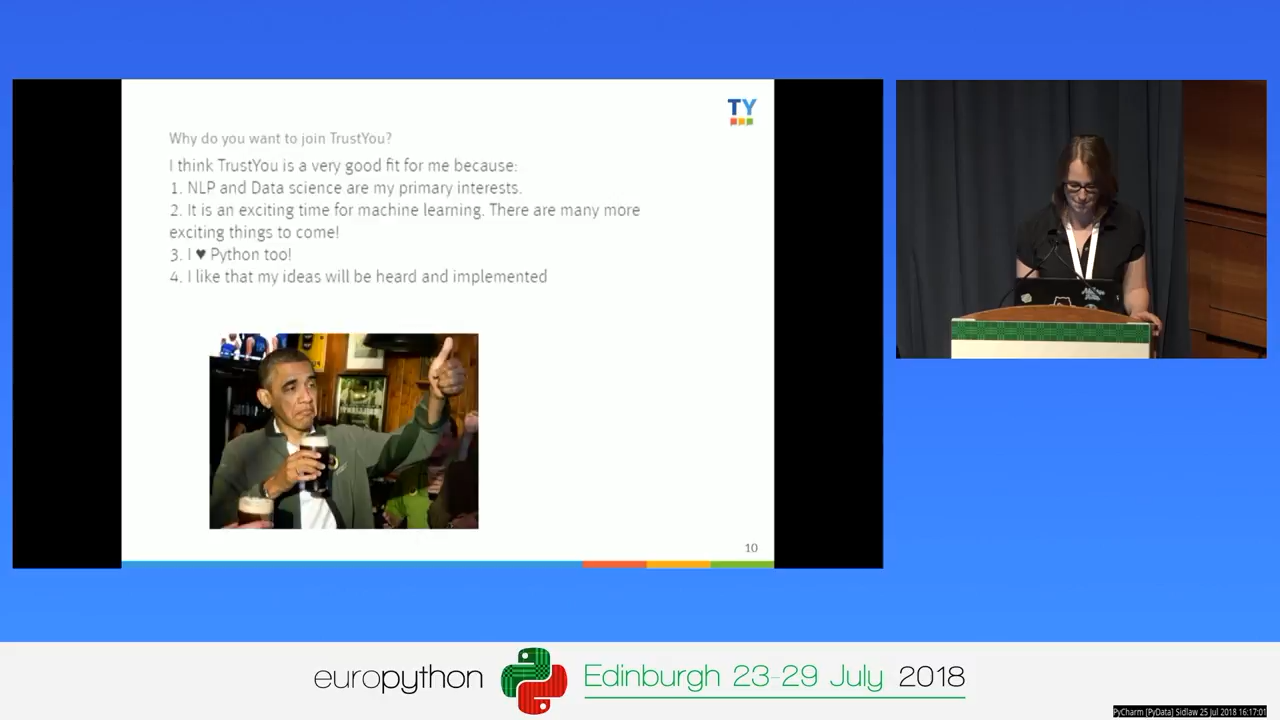 TY
Why do you want to join TrustYou?
I think TrustYou is a very good fit for me because:
1. NLP and Data science are my primary interests.
2. It is an exciting time for machine learning. There are many more
exciting things to come!
3. I ♥ Python too!
4. I like that my ideas will be heard and implemented
10
europython Edinburgh 23-29 July 2018
PyCharm [PyData] Sidlaw 25 Jul 2018 16:17:01